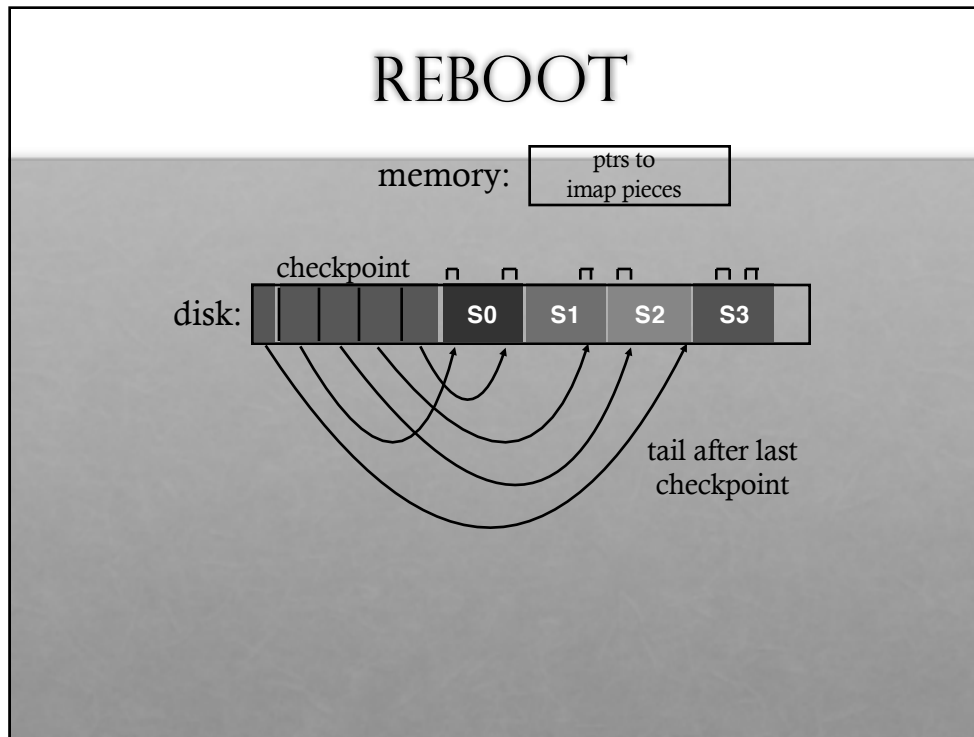 REBOOT
memory:
ptrs to
imap pieces
checkpoint
disk:
S0
S1
S2
S3
tail after last
checkpoint